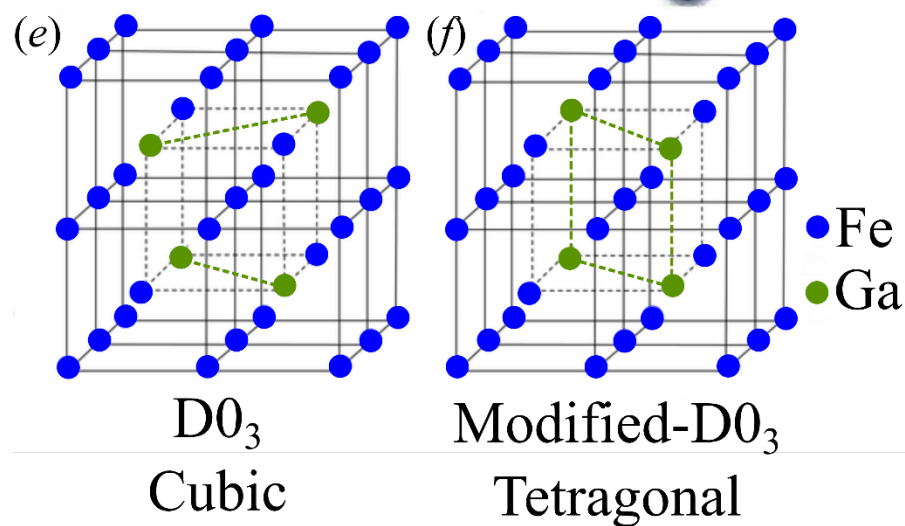 (e)
(f)
Fe
Ga
D0₃
Modified-D0₃
Cubic
Tetragonal